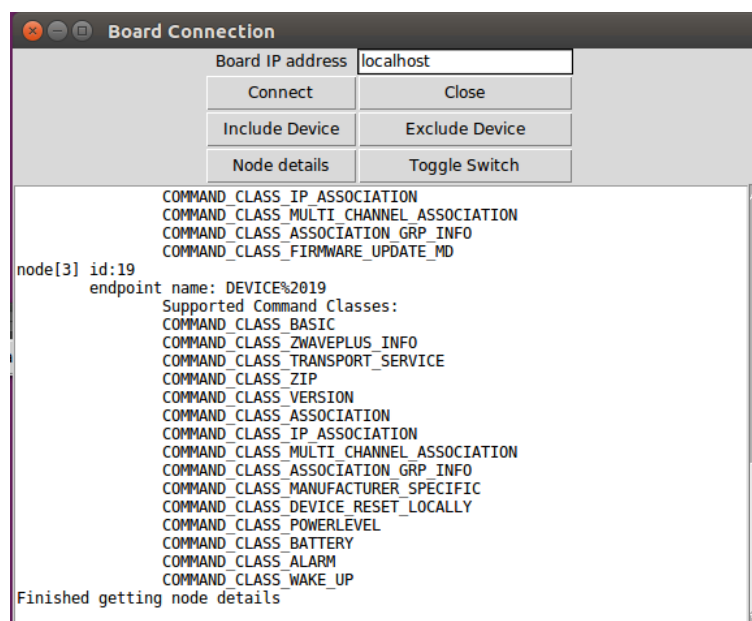 Board Connection
Board IP address localhost
Connect Close
Include Device Exclude Device
Node details Toggle Switch
COMMAND_CLASS_IP_ASSOCIATION
COMMAND_CLASS_MULTI_CHANNEL_ASSOCIATION
COMMAND_CLASS_ASSOCIATION_GRP_INFO
COMMAND_CLASS_FIRMWARE_UPDATE_MD
node[3] id:19
endpoint name: DEVICE%2019
Supported Command Classes:
COMMAND_CLASS_BASIC
COMMAND_CLASS_ZWAVEPLUS_INFO
COMMAND_CLASS_TRANSPORT_SERVICE
COMMAND_CLASS_ZIP
COMMAND_CLASS_VERSION
COMMAND_CLASS_ASSOCIATION
COMMAND_CLASS_IP_ASSOCIATION
COMMAND_CLASS_MULTI_CHANNEL_ASSOCIATION
COMMAND_CLASS_ASSOCIATION_GRP_INFO
COMMAND_CLASS_MANUFACTURER_SPECIFIC
COMMAND_CLASS_DEVICE_RESET_LOCALLY
COMMAND_CLASS_POWERLEVEL
COMMAND_CLASS_BATTERY
COMMAND_CLASS_ALARM
COMMAND_CLASS_WAKE_UP
Finished getting node details